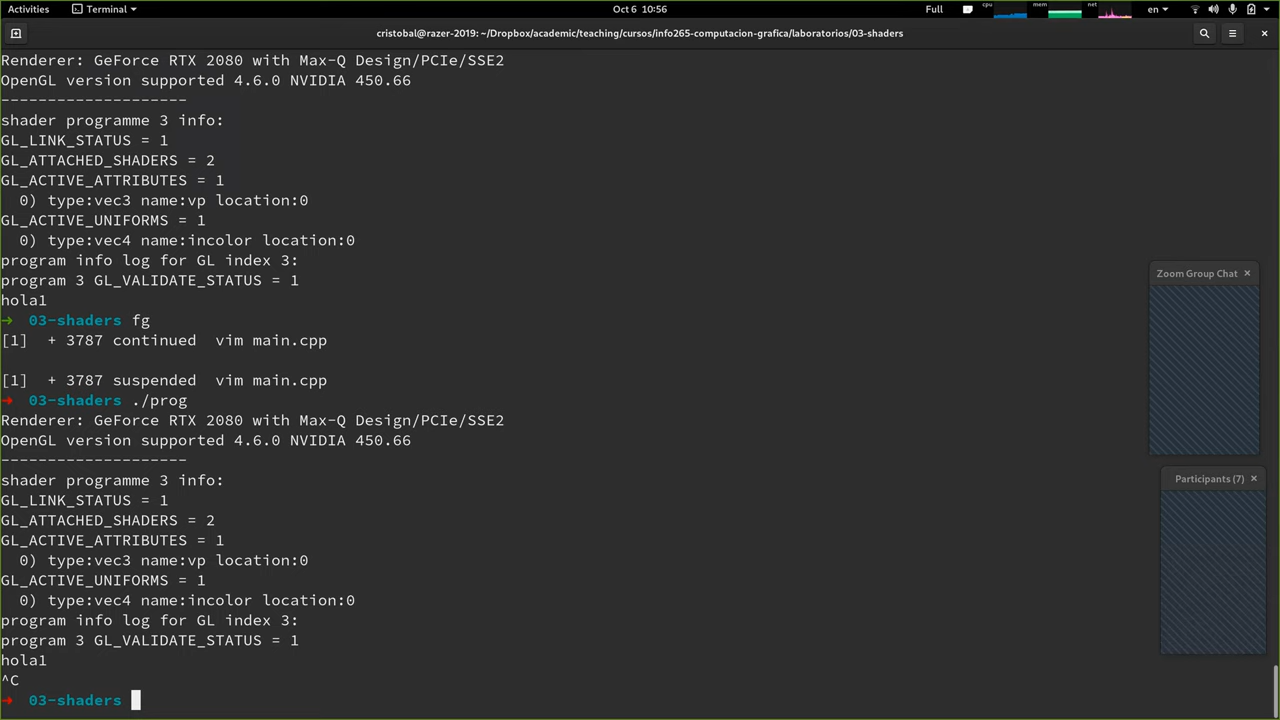 Activities Terminal Oct 6 10:56 Full cpu mem net en
cristobal@razer-2019: ~/Dropbox/academic/teaching/cursos/info265-computacion-grafica/laboratorios/03-shaders
Renderer: GeForce RTX 2080 with Max-Q Design/PCIe/SSE2
OpenGL version supported 4.6.0 NVIDIA 450.66
--------------------
shader programme 3 info:
GL_LINK_STATUS = 1
GL_ATTACHED_SHADERS = 2
GL_ACTIVE_ATTRIBUTES = 1
  0) type:vec3 name:vp location:0
GL_ACTIVE_UNIFORMS = 1
  0) type:vec4 name:incolor location:0
program info log for GL index 3:
program 3 GL_VALIDATE_STATUS = 1
hola1
→  03-shaders fg
[1]  + 3787 continued  vim main.cpp
[1]  + 3787 suspended  vim main.cpp
→  03-shaders ./prog
Renderer: GeForce RTX 2080 with Max-Q Design/PCIe/SSE2
OpenGL version supported 4.6.0 NVIDIA 450.66
--------------------
shader programme 3 info:
GL_LINK_STATUS = 1
GL_ATTACHED_SHADERS = 2
GL_ACTIVE_ATTRIBUTES = 1
  0) type:vec3 name:vp location:0
GL_ACTIVE_UNIFORMS = 1
  0) type:vec4 name:incolor location:0
program info log for GL index 3:
program 3 GL_VALIDATE_STATUS = 1
hola1
^C
→  03-shaders
Zoom Group Chat ×
Participants (7) ×